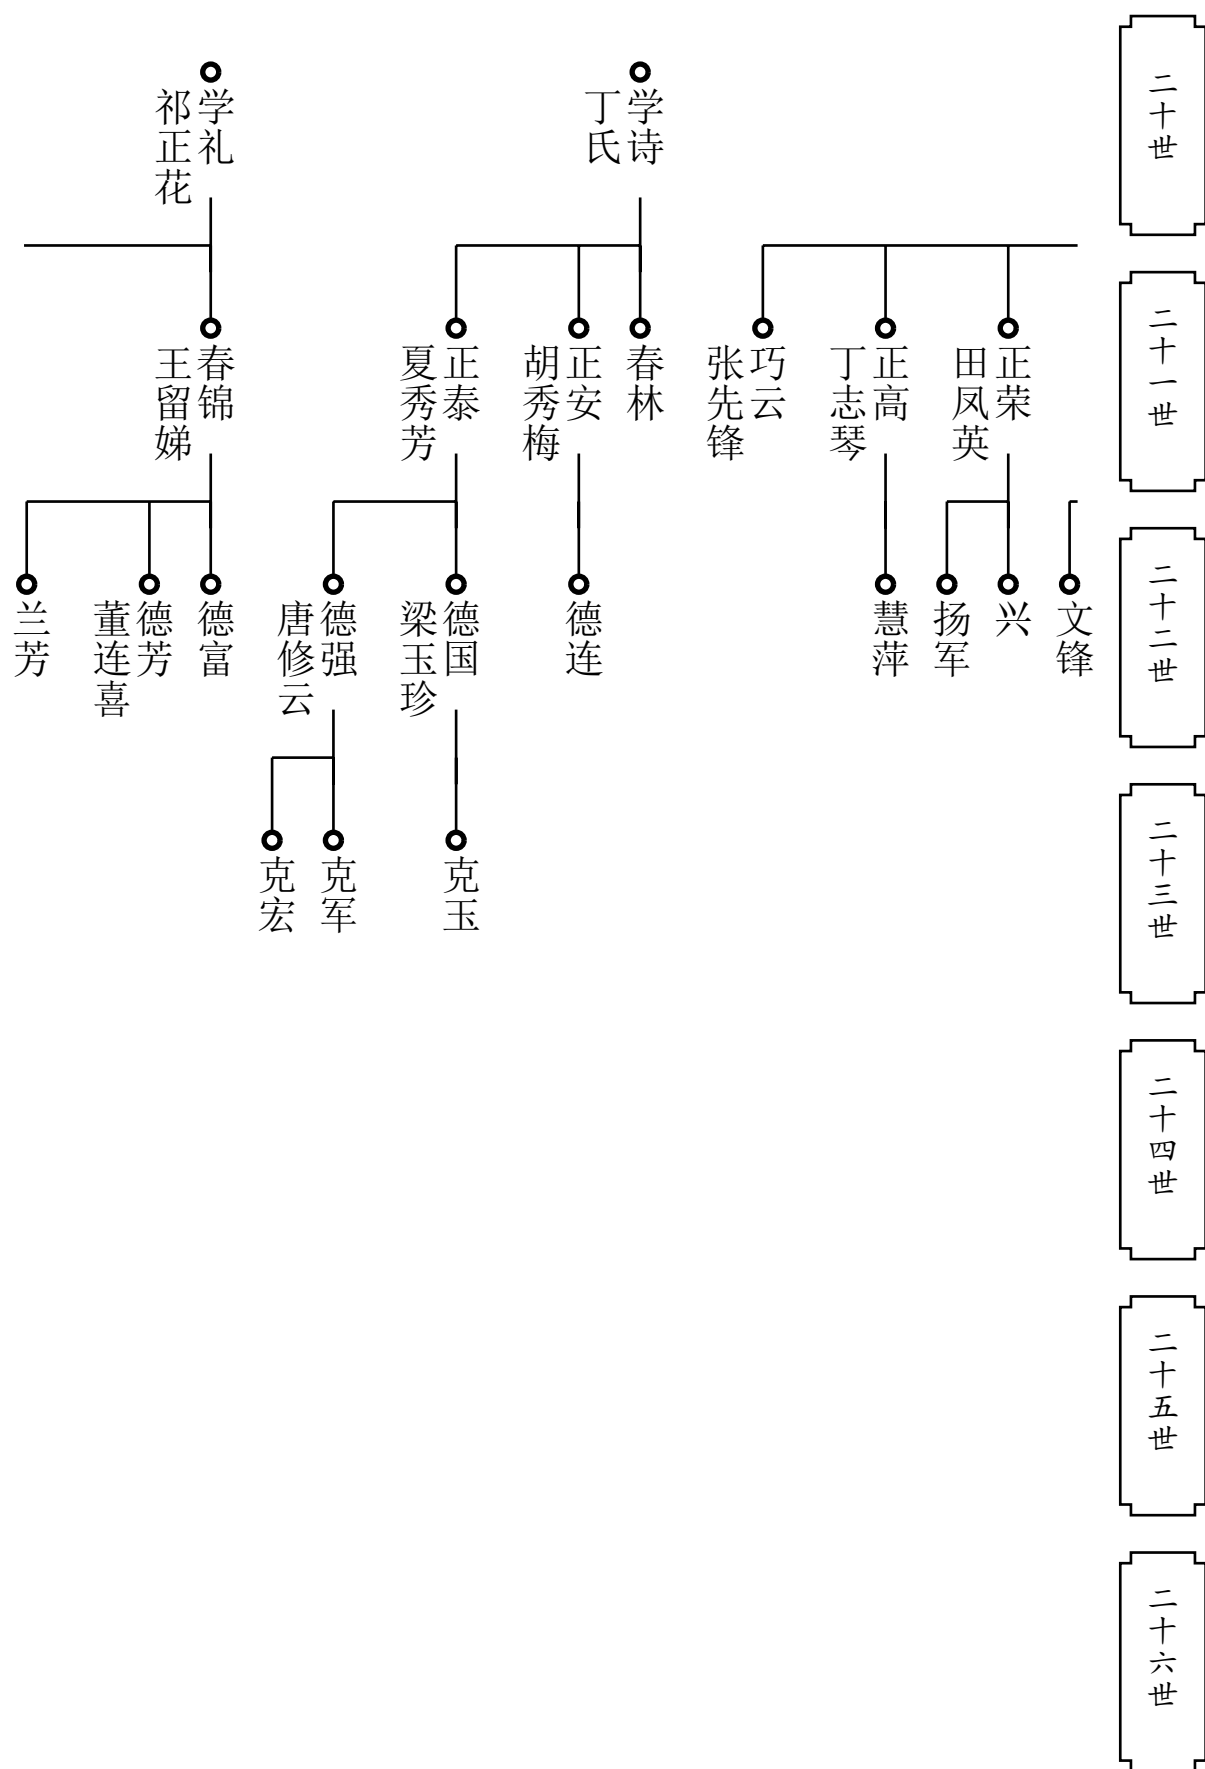 二十世
学诗
丁氏
学礼
祁正花
二十一世
正荣
田凤英
正高
丁志琴
巧云
张先锋
春林
正安
胡秀梅
正泰
夏秀芳
春锦
王留娣
二十二世
文锋
兴
扬军
慧萍
德连
德国
梁玉珍
德强
唐修云
德富
德芳
董连喜
兰芳
二十三世
克玉
克军
克宏
二十四世
二十五世
二十六世